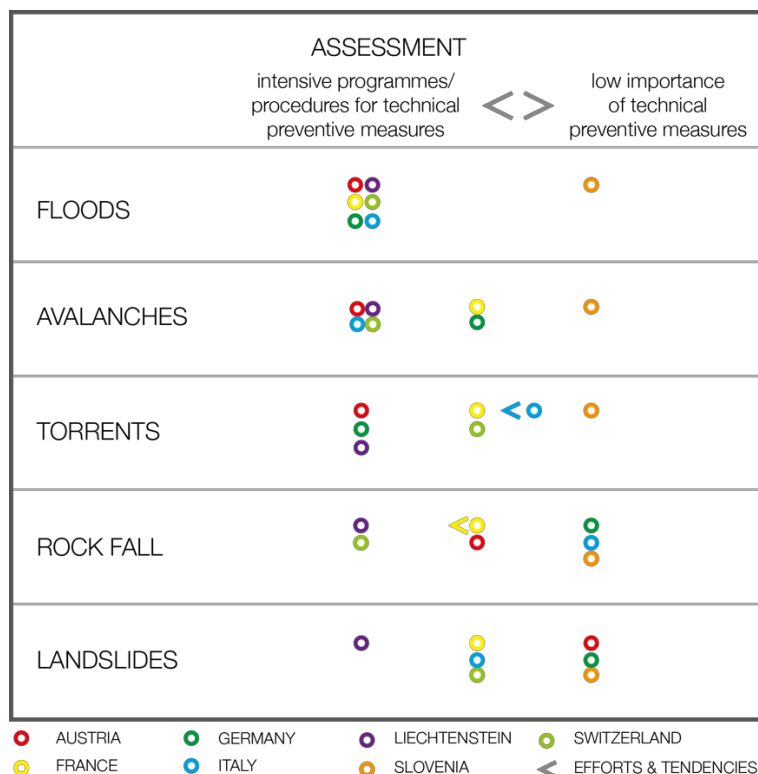 ASSESSMENT
intensive programmes/
procedures for technical
preventive measures
< >
low importance
of technical
preventive measures
FLOODS
AVALANCHES
TORRENTS
ROCK FALL
LANDSLIDES
AUSTRIA
GERMANY
LIECHTENSTEIN
SWITZERLAND
FRANCE
ITALY
SLOVENIA
< EFFORTS & TENDENCIES